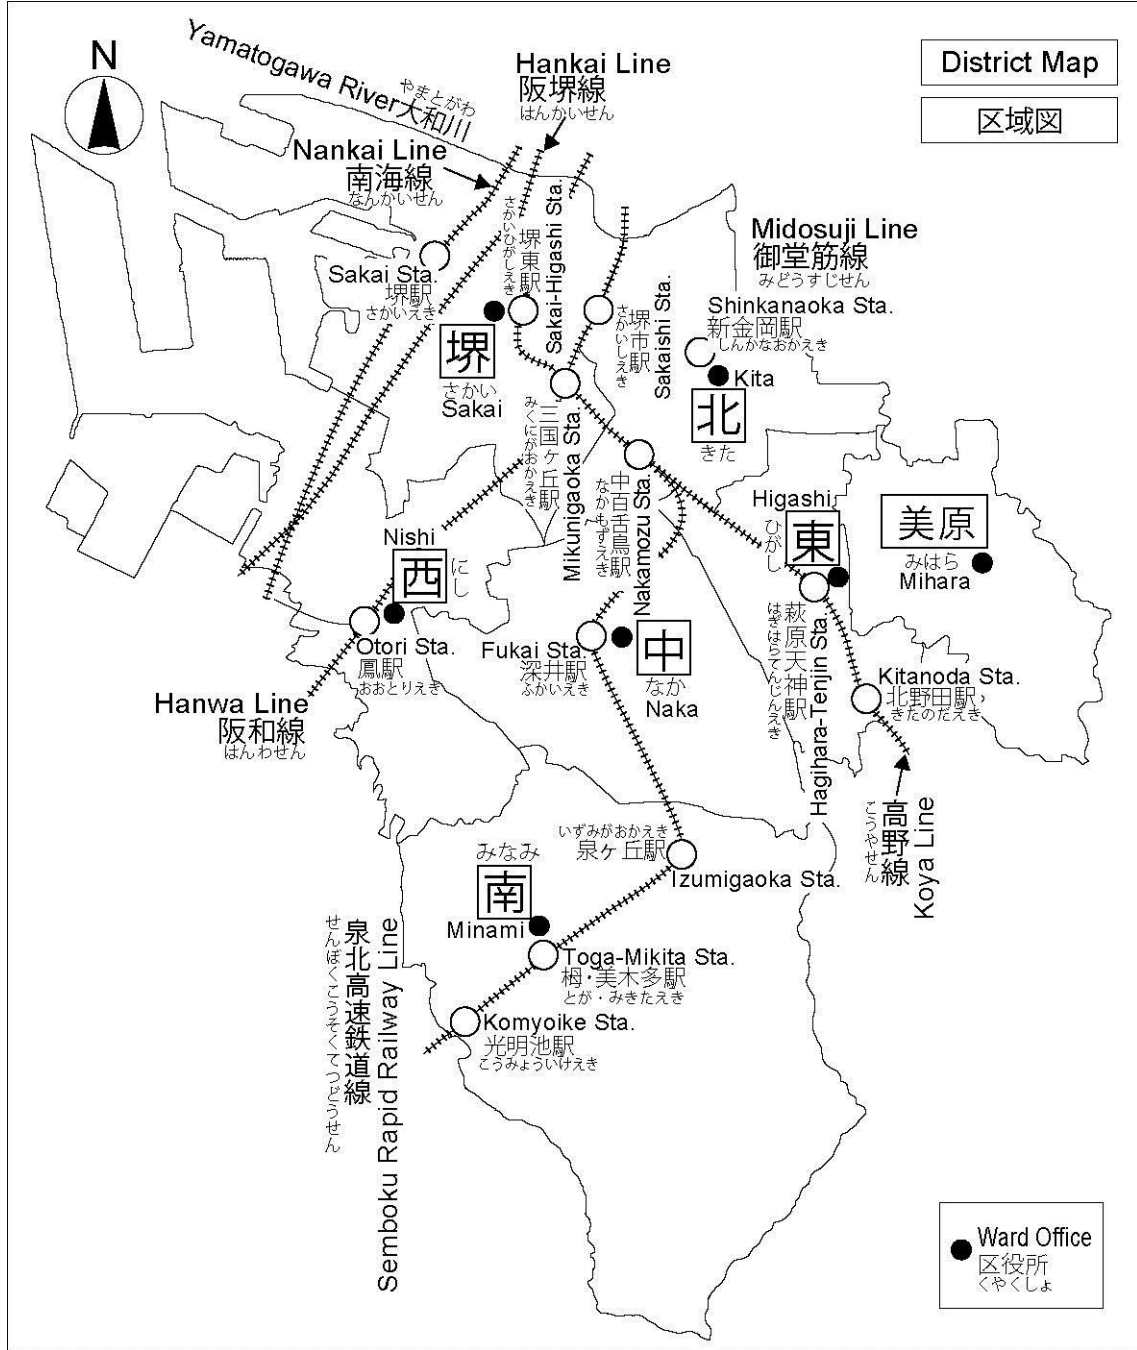 N
Yamatogawa River大和川
やまとがわ
Hankai Line
阪堺線
はんかいせん
District Map
区域図
Nankai Line
南海線
なんかいせん
Sakai Sta.
堺駅
さかいえき
さかいひがしえき
堺東駅
Sakai-Higashi Sta.
さかいしえき
堺市駅
Sakaishi Sta.
Midosuji Line
御堂筋線
みどうすじせん
Shinkanaoka Sta.
新金岡駅
しんかなおかえき
Kita
北
きた
堺
さかい
Sakai
みくにがおかえき
三国ヶ丘駅
Mikunigaoka Sta.
なかもずえき
中百舌鳥駅
Nakamozu Sta.
Higashi
ひがし
東
美原
みはら
Mihara
Nishi
西
にし
Otori Sta.
鳳駅
おおとりえき
Hanwa Line
阪和線
はんわせん
Fukai Sta.
深井駅
ふかいえき
中
なか
Naka
はぎはらてんじんえき
萩原天神駅
Hagihara-Tenjin Sta.
Kitanoda Sta.
北野田駅
きたのだえき
こうやせん
高野線
Koya Line
いずみがおかえき
泉ヶ丘駅
Izumigaoka Sta.
みなみ
南
Minami
Toga-Mikita Sta.
栂・美木多駅
とが・みきたえき
Komyoike Sta.
光明池駅
こうみょういけえき
せんぼくこうそくてつどうせん
泉北高速鉄道線
Semboku Rapid Railway Line
Ward Office
区役所
くやくしょ